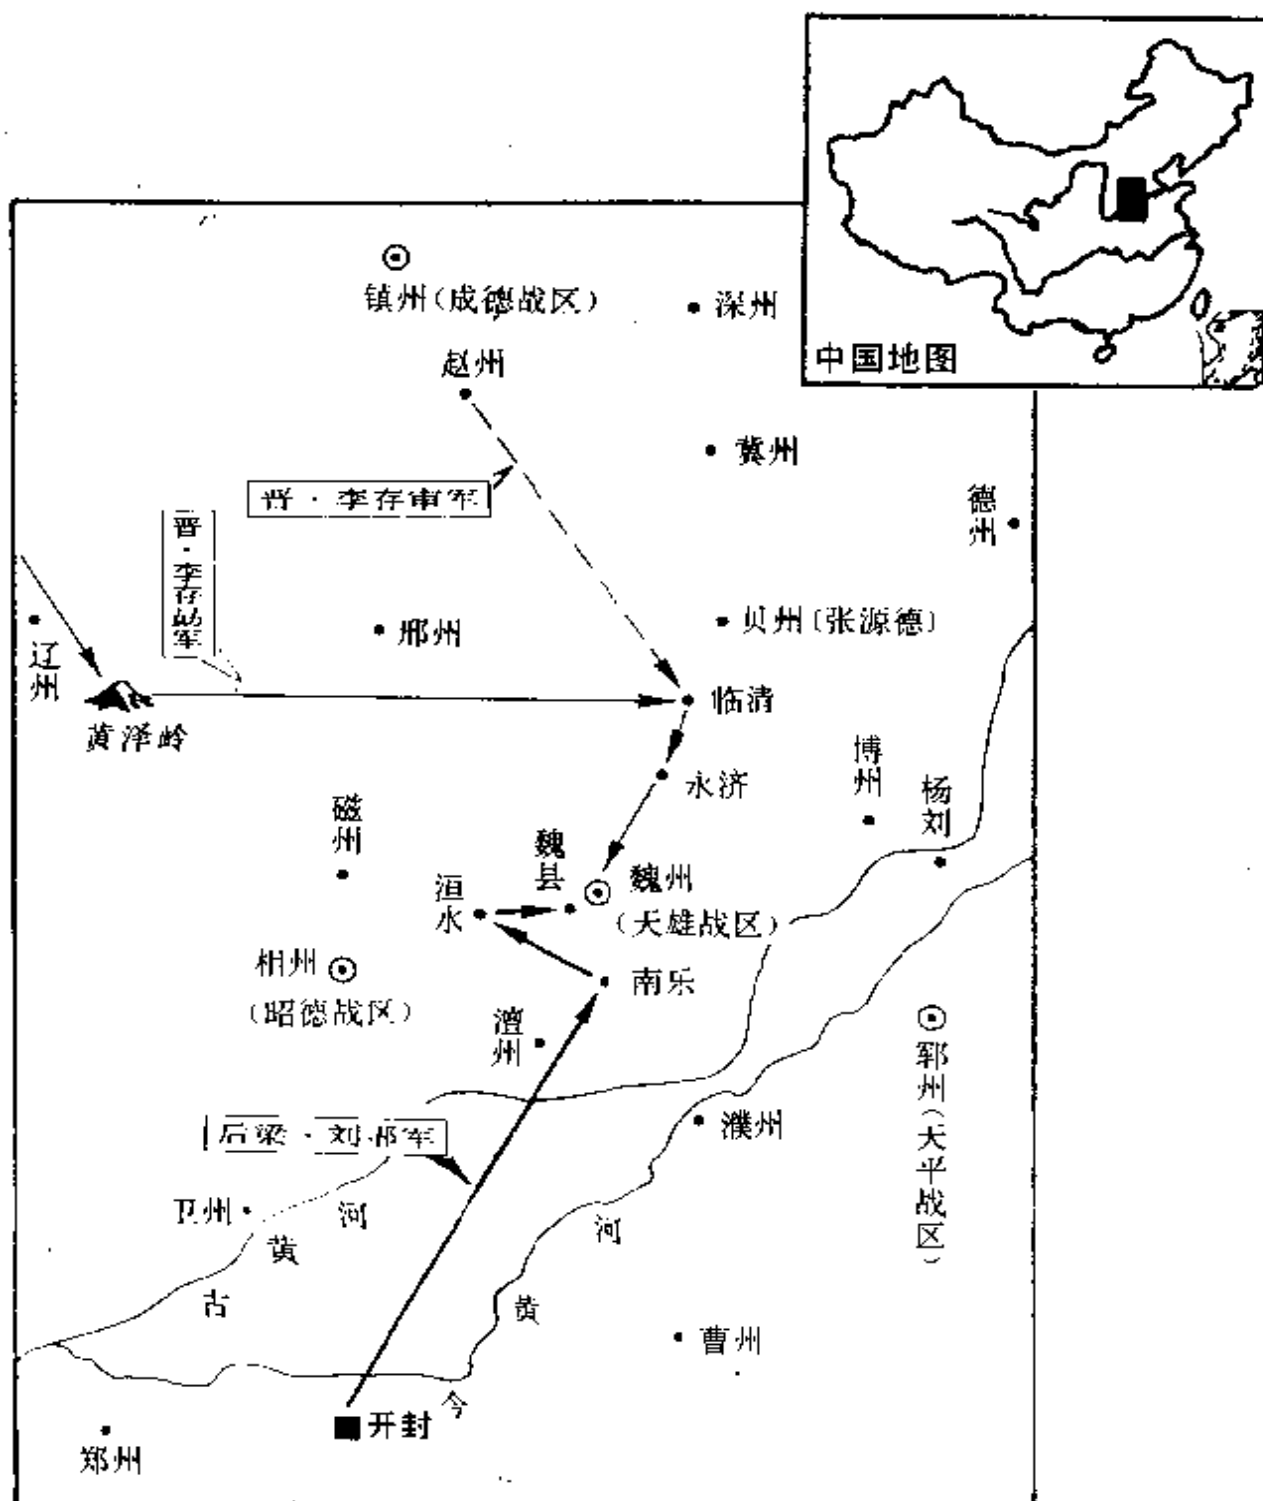 中国地图
镇州(成德战区)
深州
赵州
冀州
晋·李存审军
德州
晋·李存勖军
辽州
邢州
贝州(张源德)
黄泽岭
临清
永济
博州
杨刘
磁州
魏县
洹水
魏州
(天雄战区)
相州
(昭德战区)
南乐
澶州
郓州(天平战区)
后梁·刘鄩军
濮州
卫州
古黄河
今黄河
曹州
开封
郑州